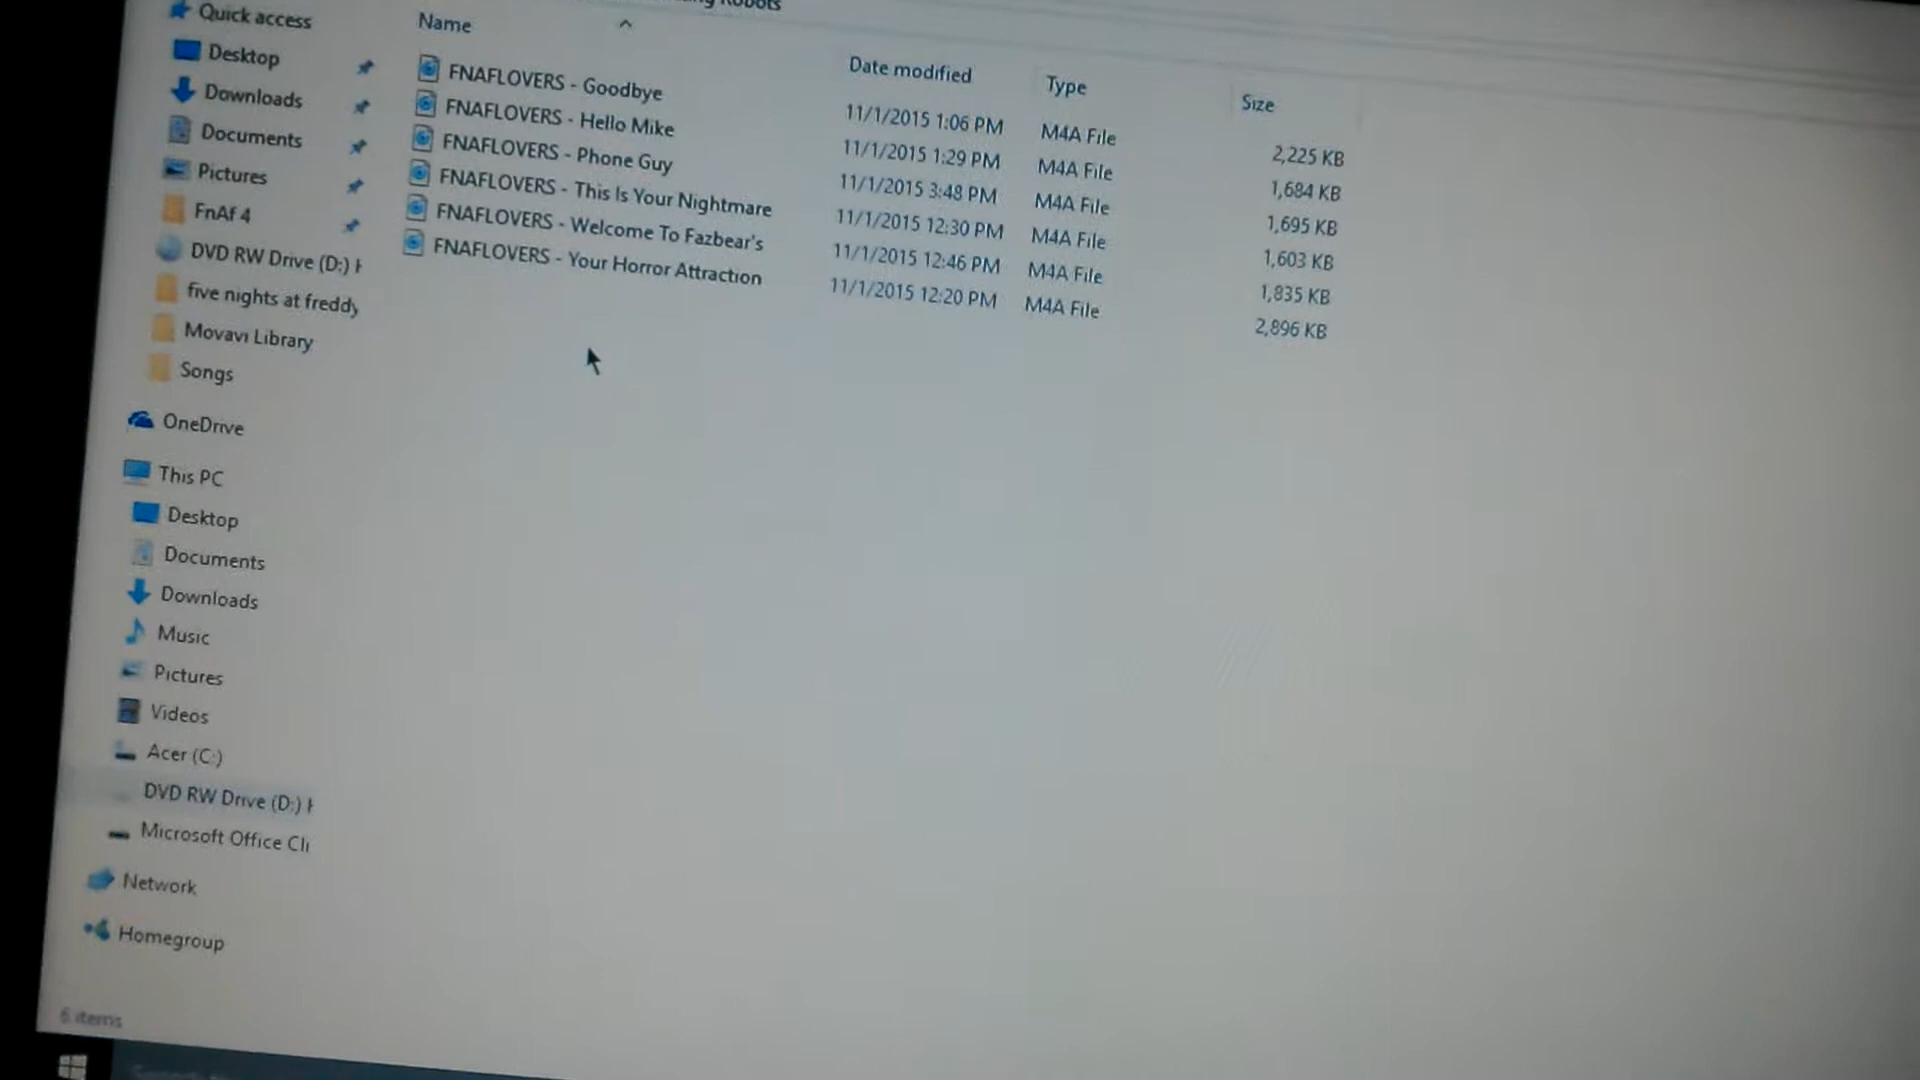 Robots
Quick access
Desktop
Downloads
Documents
Pictures
FnAf 4
DVD RW Drive (D:) H
five nights at freddy
Movavi Library
Songs
OneDrive
This PC
Desktop
Documents
Downloads
Music
Pictures
Videos
Acer (C:)
DVD RW Drive (D:) H
Microsoft Office Cli
Network
Homegroup
6 items
Name Date modified Type Size
FNAFLOVERS - Goodbye 11/1/2015 1:06 PM M4A File 2,225 KB
FNAFLOVERS - Hello Mike 11/1/2015 1:29 PM M4A File 1,684 KB
FNAFLOVERS - Phone Guy 11/1/2015 3:48 PM M4A File 1,695 KB
FNAFLOVERS - This Is Your Nightmare 11/1/2015 12:30 PM M4A File 1,603 KB
FNAFLOVERS - Welcome To Fazbear's 11/1/2015 12:46 PM M4A File 1,835 KB
FNAFLOVERS - Your Horror Attraction 11/1/2015 12:20 PM M4A File 2,896 KB